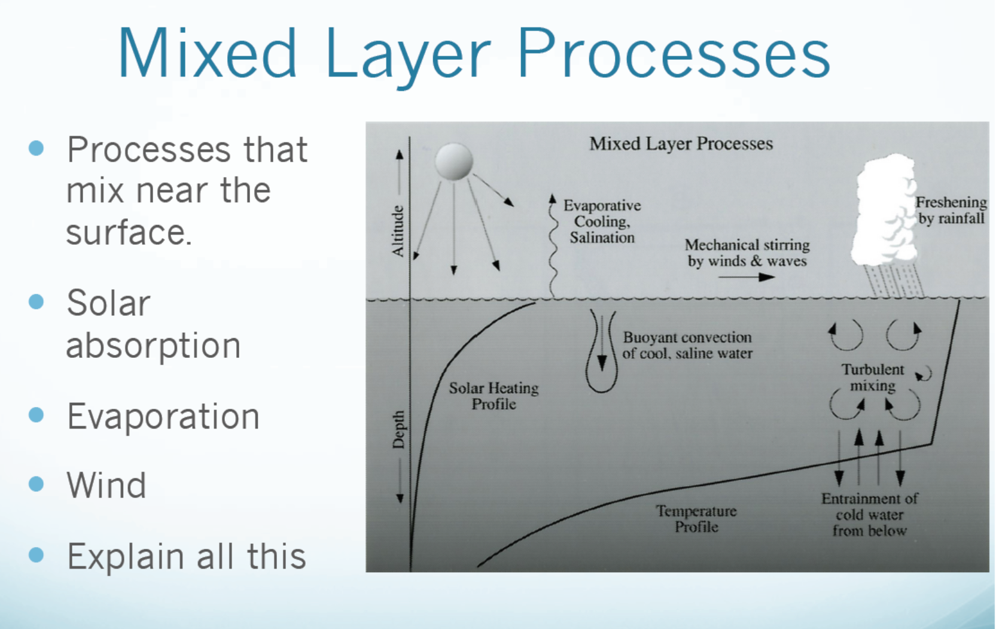 Mixed Layer Processes
Processes that
mix near the
surface.
Solar
absorption
Evaporation
Wind
Explain all this
Mixed Layer Processes
Altitude
Evaporative
Cooling,
Salination
Mechanical stirring
by winds & waves
Freshening
by rainfall
Depth
Solar Heating
Profile
Buoyant convection
of cool, saline water
Turbulent
mixing
Temperature
Profile
Entrainment of
cold water
from below